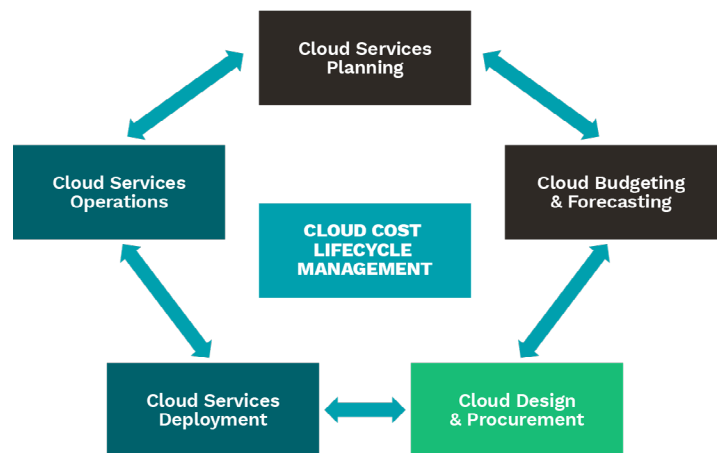 Cloud Services
Planning
Cloud Services
Operations
Cloud Budgeting
& Forecasting
CLOUD COST
LIFECYCLE
MANAGEMENT
Cloud Services
Deployment
Cloud Design
& Procurement